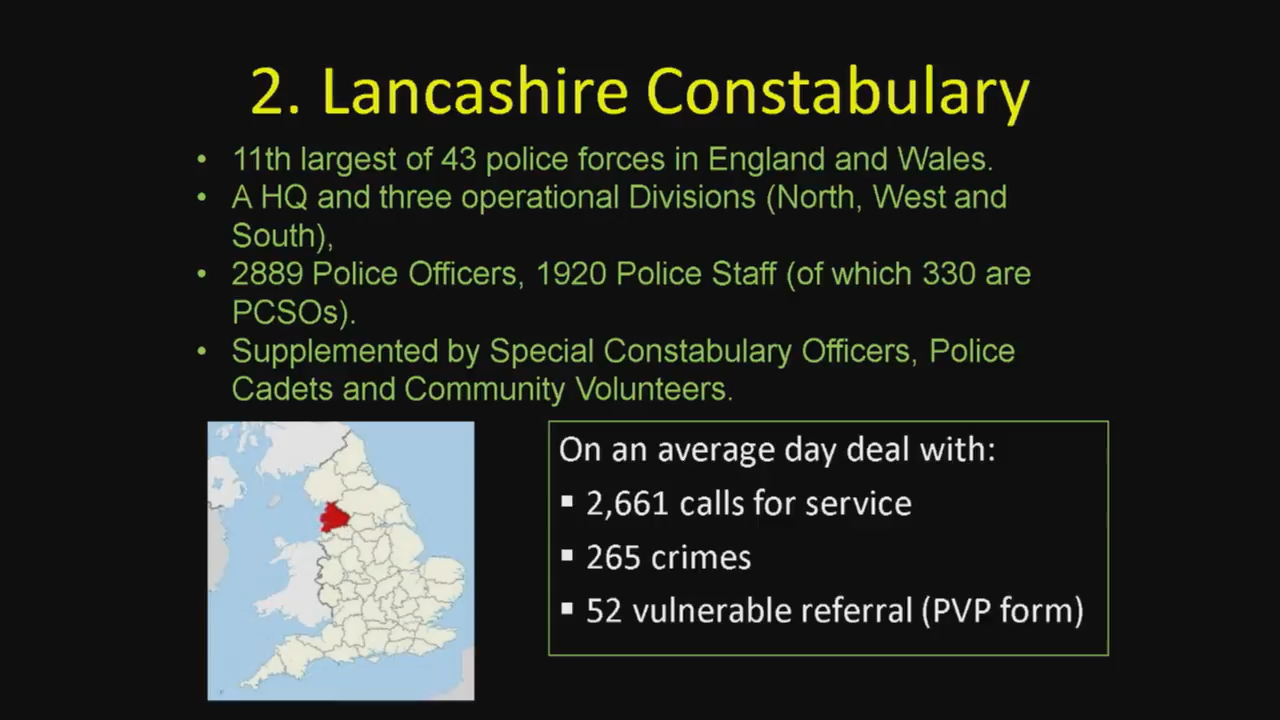 2. Lancashire Constabulary
• 11th largest of 43 police forces in England and Wales.
• A HQ and three operational Divisions (North, West and
South),
• 2889 Police Officers, 1920 Police Staff (of which 330 are
PCSOs).
• Supplemented by Special Constabulary Officers, Police
Cadets and Community Volunteers.
On an average day deal with:
▪ 2,661 calls for service
▪ 265 crimes
▪ 52 vulnerable referral (PVP form)